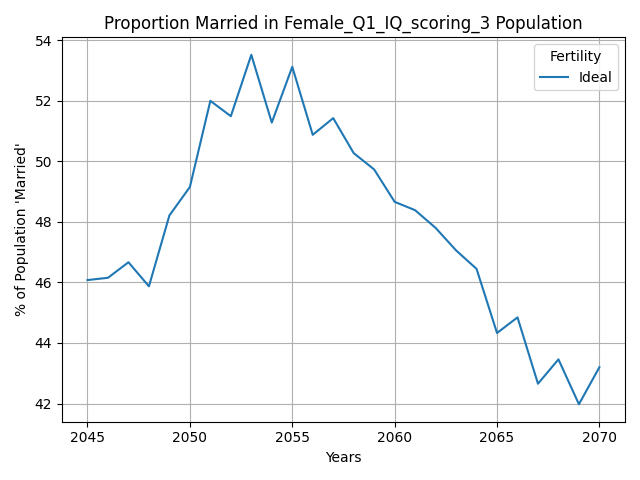 Proportion Married in Female_Q1_IQ_scoring_3 Population
% of Population 'Married'
54
52
50
48
46
44
42
Fertility
Ideal
2045 2050 2055 2060 2065 2070
Years